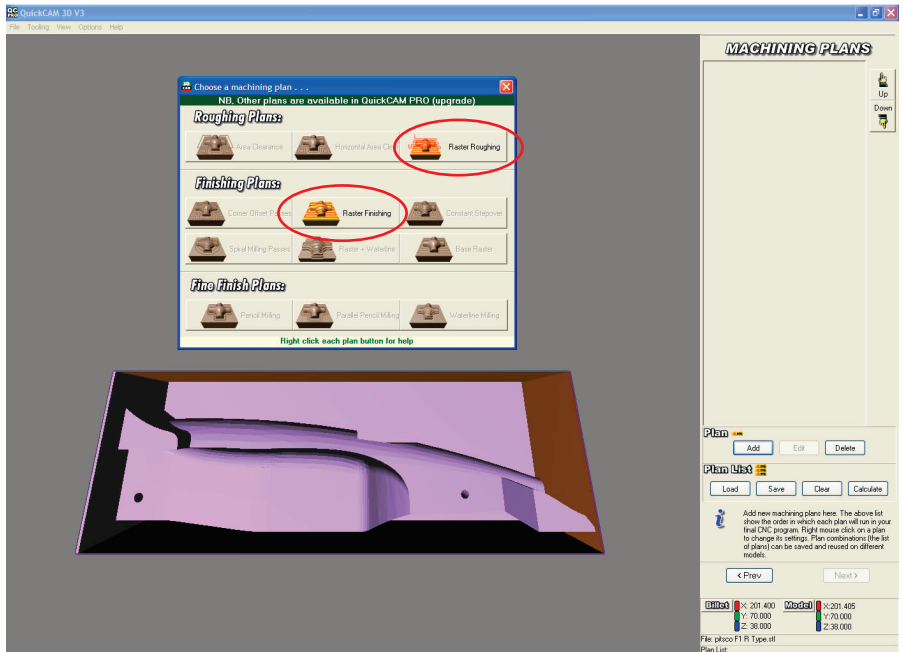 QuickCAM 3D V3
File Tooling View Options Help
Choose a machining plan . . .
NB. Other plans are available in QuickCAM PRO (upgrade)
Roughing Plans:
Area Clearance
Horizontal Area Cle
Raster Roughing
Finishing Plans:
Corner Offset Passes
Raster Finishing
Constant Stepover
Spiral Milling Passes
Raster + Waterline
Base Raster
Fine Finish Plans:
Pencil Milling
Parallel Pencil Milling
Waterline Milling
Right click each plan button for help
MACHINING PLANS
Up
Down
Plan
Add Edit Delete
Plan List
Load Save Clear Calculate
Add new machining plans here. The above list
show the order in which each plan will run in your
final CNC program. Right mouse click on a plan
to change its settings. Plan combinations (the list
of plans) can be saved and reused on different
models.
< Prev Next >
Billet X: 201.400 Model X:201.405
Y: 70.000 Y:70.000
Z: 38.000 Z:38.000
File: pitsco F1 R Type.stl
Plan List: